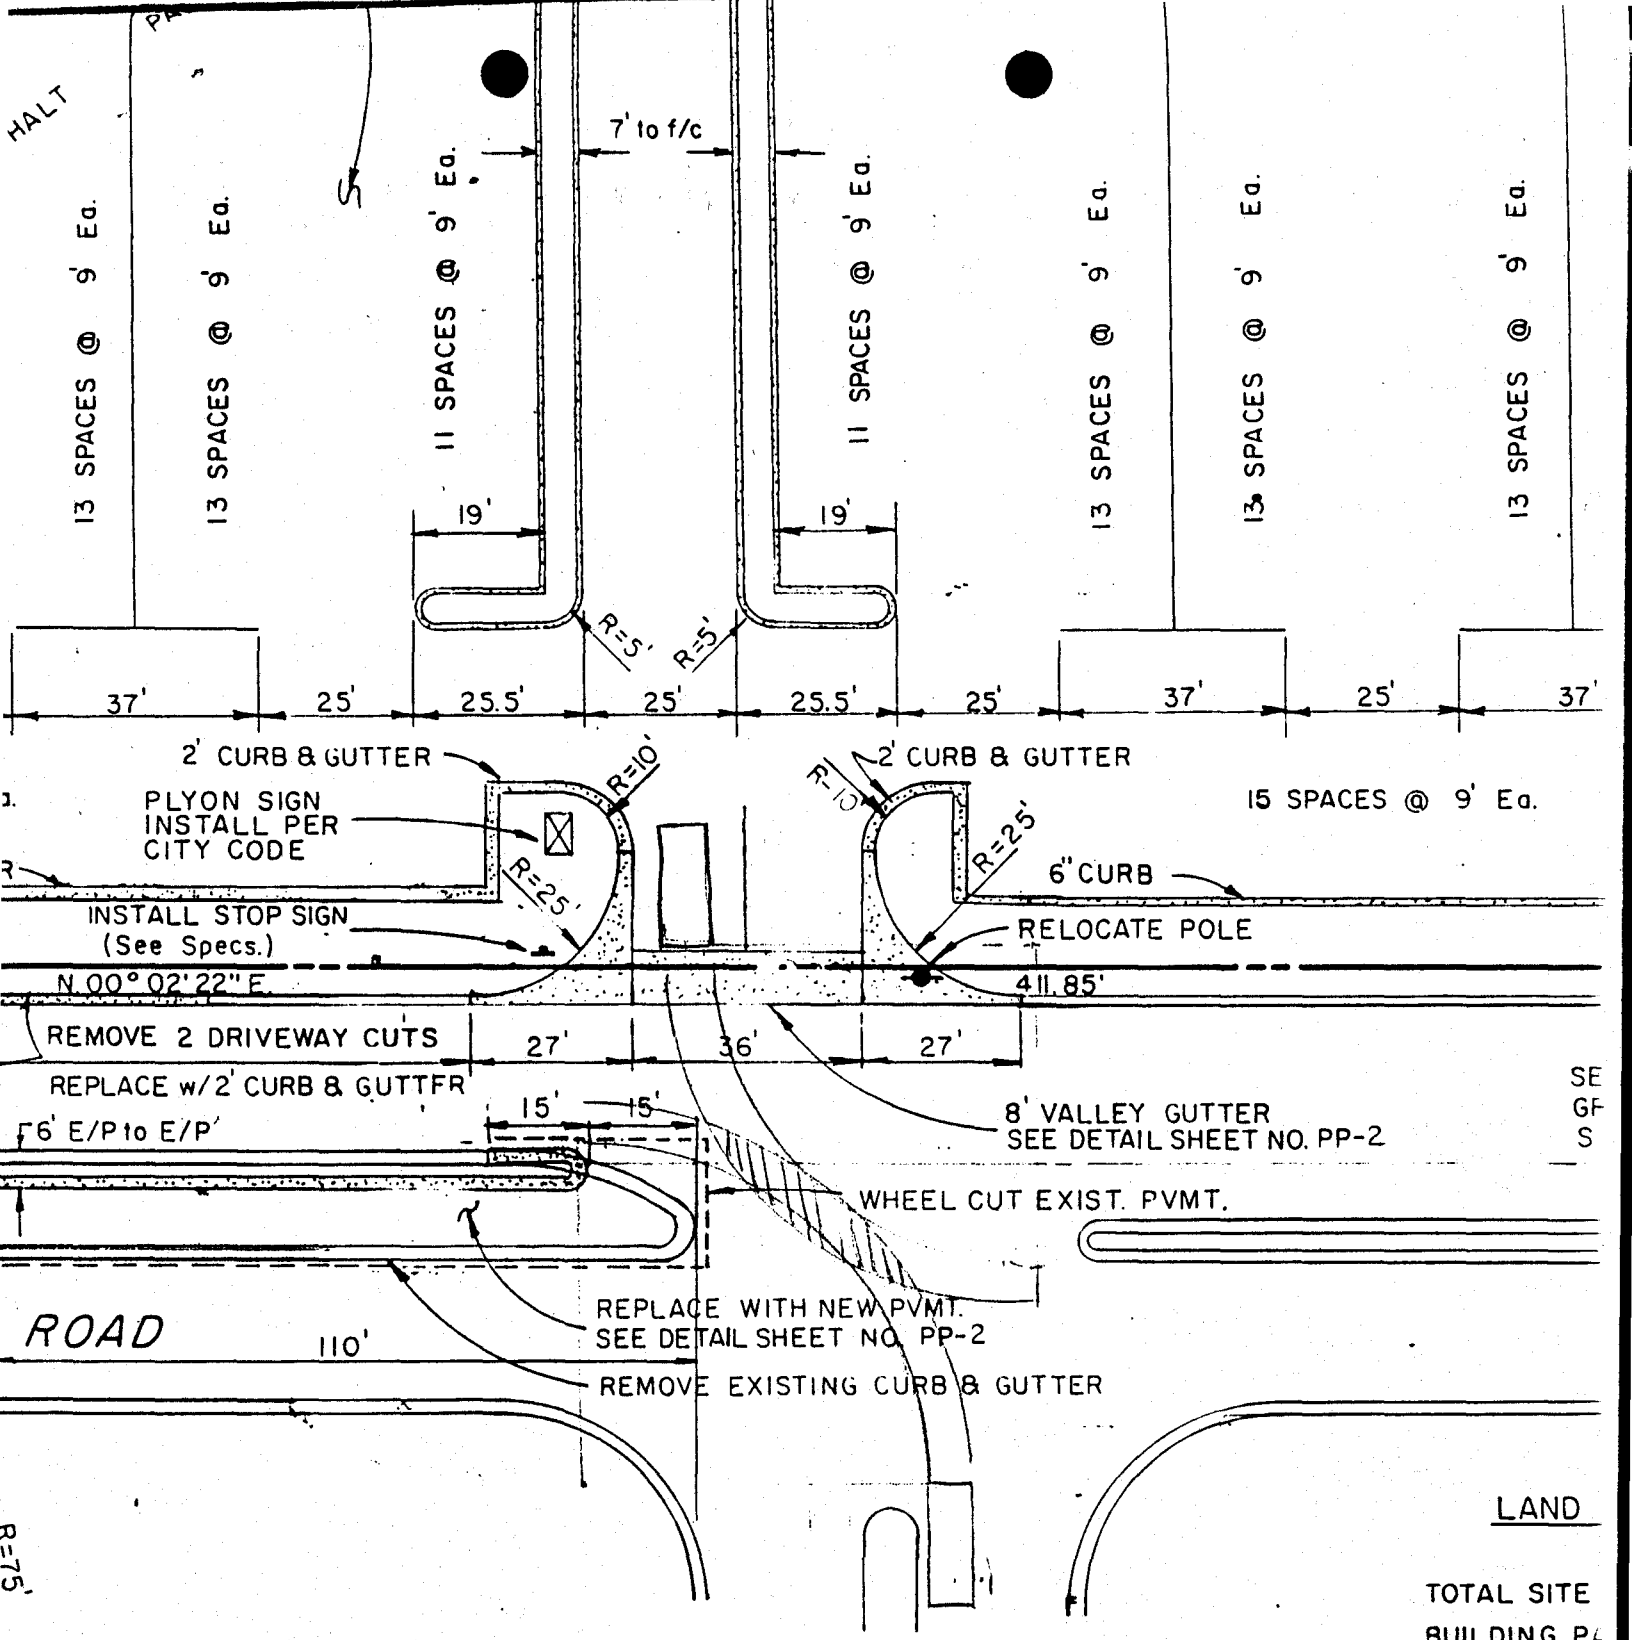 HALT
7' to f/c
13 SPACES @ 9' Ea.
13 SPACES @ 9' Ea.
11 SPACES @ 9' Ea.
11 SPACES @ 9' Ea.
13 SPACES @ 9' Ea.
13 SPACES @ 9' Ea.
13 SPACES @ 9' Ea.
19'
19'
R=5'
R=5'
37'
25'
25.5'
25'
25.5'
25'
37'
25'
37'
2' CURB & GUTTER
R=10'
R-10
2' CURB & GUTTER
PLYON SIGN
INSTALL PER
CITY CODE
15 SPACES @ 9' Ea.
R=25'
R=25'
6" CURB
INSTALL STOP SIGN
(See Specs.)
RELOCATE POLE
N 00° 02' 22" E
411.85'
REMOVE 2 DRIVEWAY CUTS
27'
36'
27'
REPLACE w/2' CURB & GUTTER
15'
15'
8' VALLEY GUTTER
SEE DETAIL SHEET NO. PP-2
SE
S
6' E/P to E/P
WHEEL CUT EXIST. PVMT.
REPLACE WITH NEW PVMT.
SEE DETAIL SHEET NO. PP-2
ROAD
110'
REMOVE EXISTING CURB & GUTTER
R=75'
LAND
TOTAL SITE
BUILDING